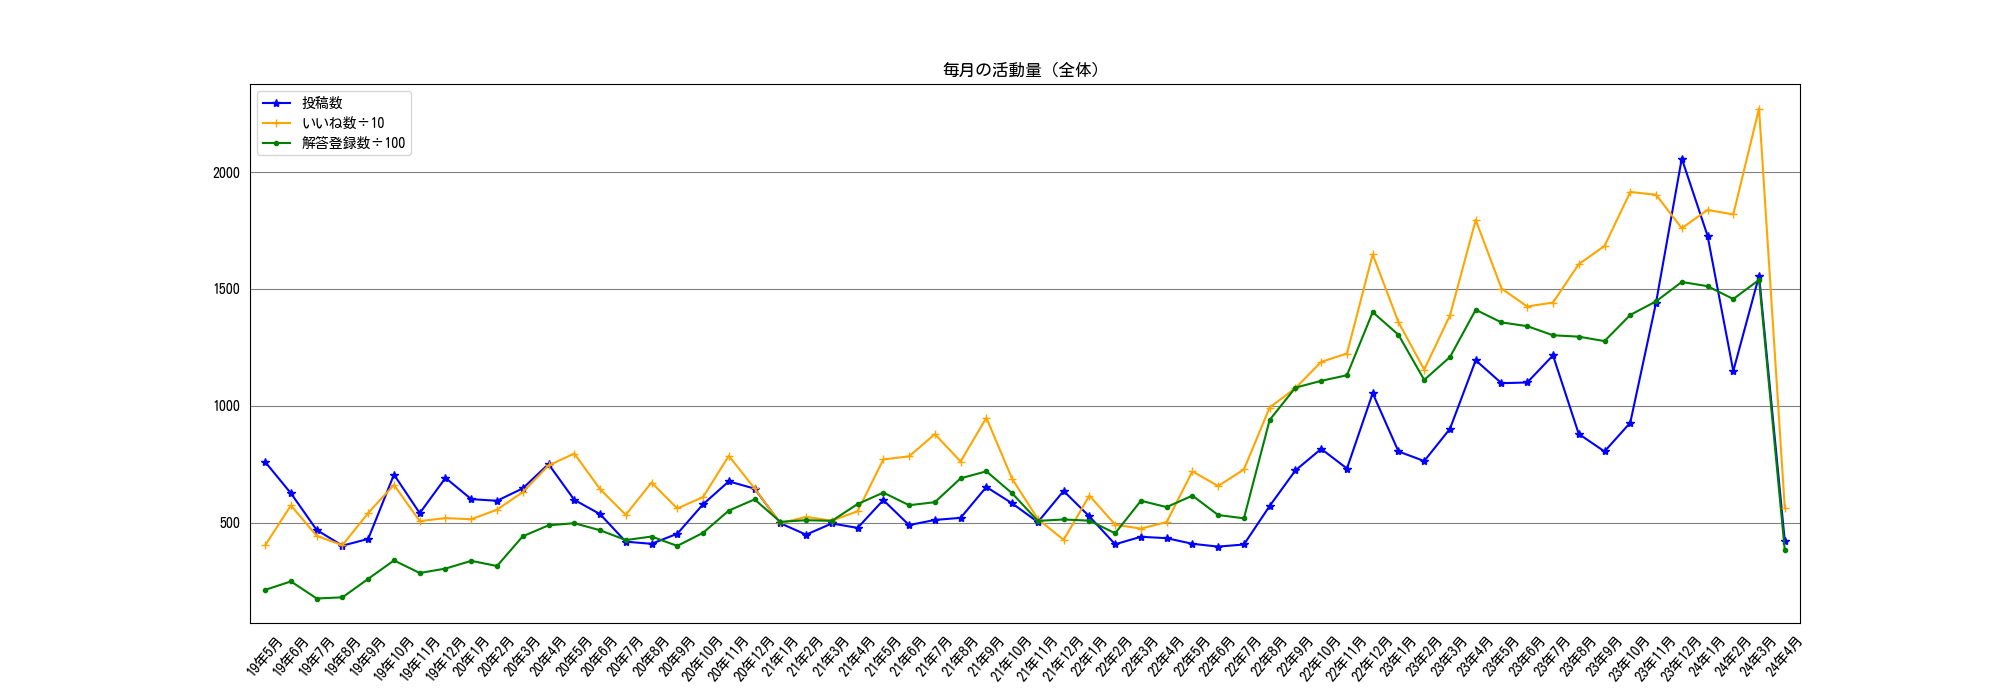 毎月の活動量（全体）
投稿数
いいね数÷10
解答登録数÷100
2000
1500
1000
500
19年5月
19年6月
19年7月
19年8月
19年9月
19年10月
19年11月
19年12月
20年1月
20年2月
20年3月
20年4月
20年5月
20年6月
20年7月
20年8月
20年9月
20年10月
20年11月
20年12月
21年1月
21年2月
21年3月
21年4月
21年5月
21年6月
21年7月
21年8月
21年9月
21年10月
21年11月
21年12月
22年1月
22年2月
22年3月
22年4月
22年5月
22年6月
22年7月
22年8月
22年9月
22年10月
22年11月
22年12月
23年1月
23年2月
23年3月
23年4月
23年5月
23年6月
23年7月
23年8月
23年9月
23年10月
23年11月
23年12月
24年1月
24年2月
24年3月
24年4月